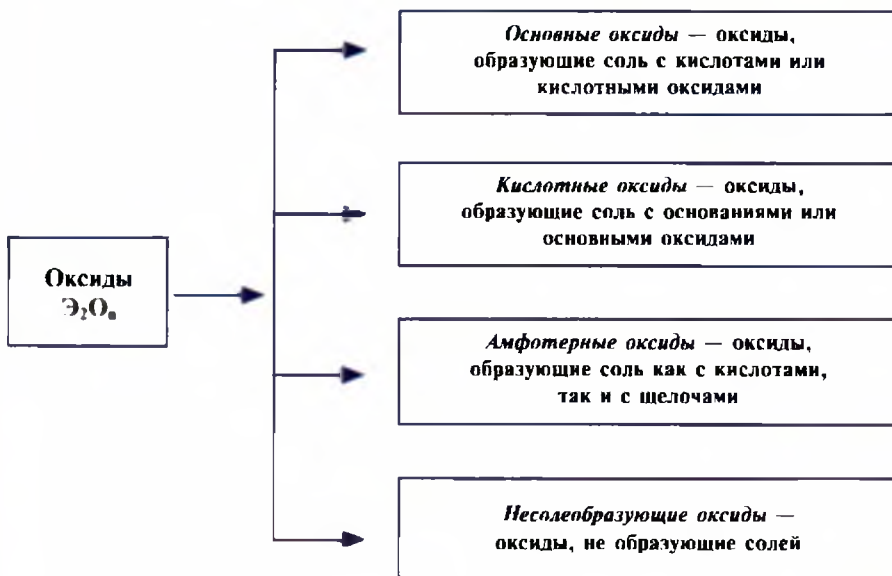 Основные оксиды — оксиды,
образующие соль с кислотами или
кислотными оксидами
Кислотные оксиды — оксиды,
образующие соль с основаниями или
основными оксидами
Оксиды
Э₂Oₙ
Амфотерные оксиды — оксиды,
образующие соль как с кислотами,
так и с щелочами
Несолеобразующие оксиды —
оксиды, не образующие солей